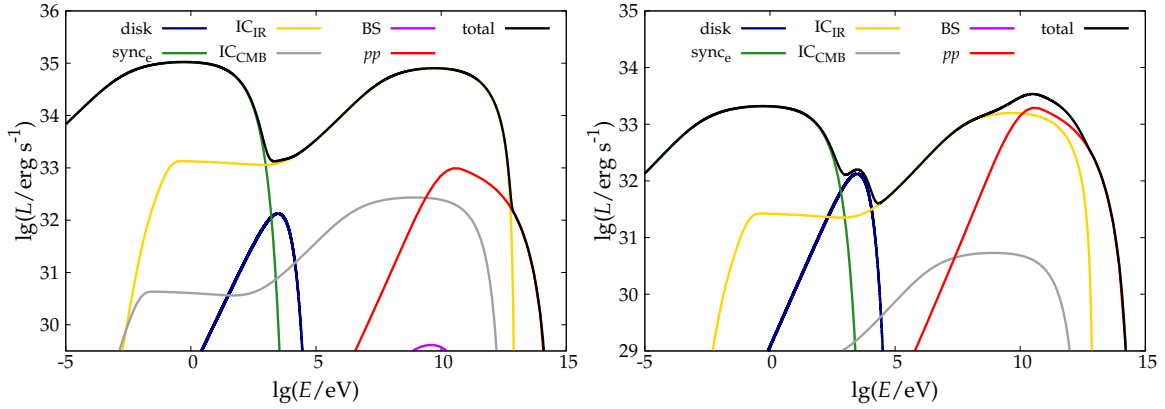 disk IC_IR BS total
sync_e IC_CMB pp
lg(L/erg s⁻¹)
36
35
34
33
32
31
30
-5 0 5 10 15
lg(E/eV)
disk IC_IR BS total
sync_e IC_CMB pp
lg(L/erg s⁻¹)
35
34
33
32
31
30
29
-5 0 5 10 15
lg(E/eV)